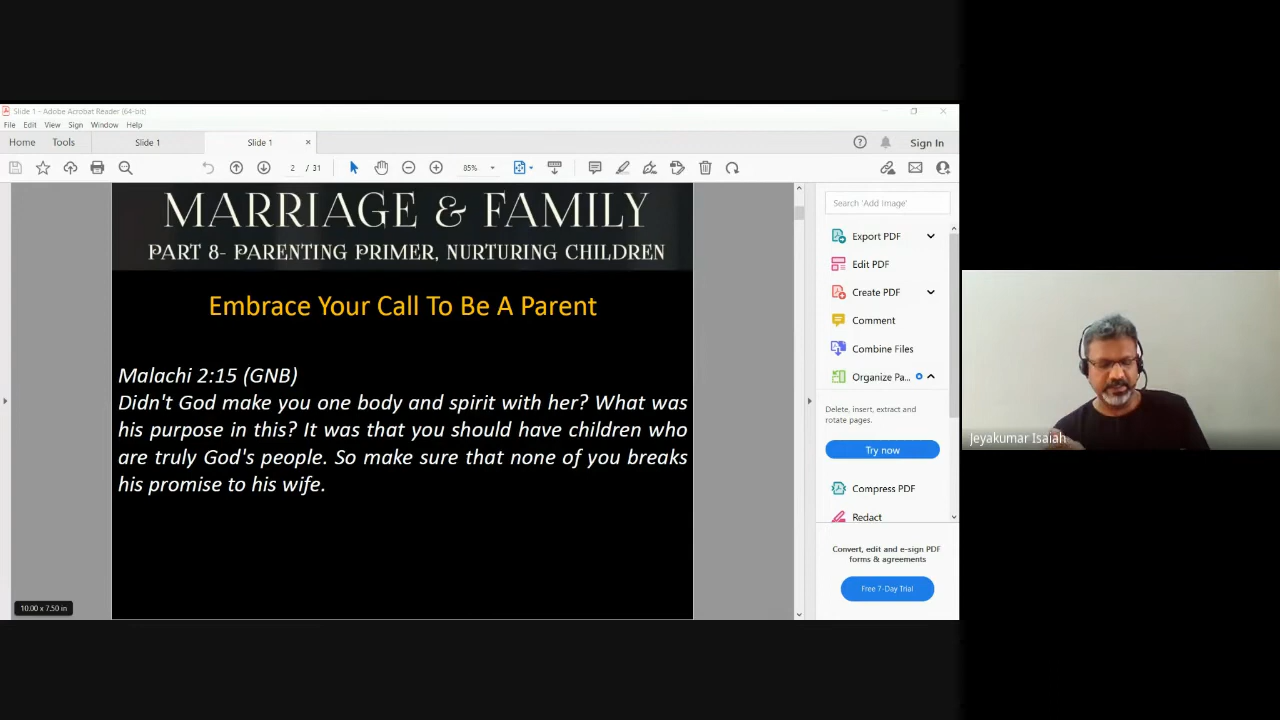 Slide 1 - Adobe Acrobat Reader (64-bit)
File Edit View Sign Window Help
Home Tools Slide 1 Slide 1 × Sign In
2 / 31 85%
MARRIAGE & FAMILY
PART 8- PARENTING PRIMER, NURTURING CHILDREN
Embrace Your Call To Be A Parent
Malachi 2:15 (GNB)
Didn't God make you one body and spirit with her? What was
his purpose in this? It was that you should have children who
are truly God's people. So make sure that none of you breaks
his promise to his wife.
10.00 x 7.50 in
Search 'Add Image'
Export PDF
Edit PDF
Create PDF
Comment
Combine Files
Organize Pa...
Delete, insert, extract and
rotate pages.
Try now
Compress PDF
Redact
Convert, edit and e-sign PDF
forms & agreements
Free 7-Day Trial
Jeyakumar Isaiah